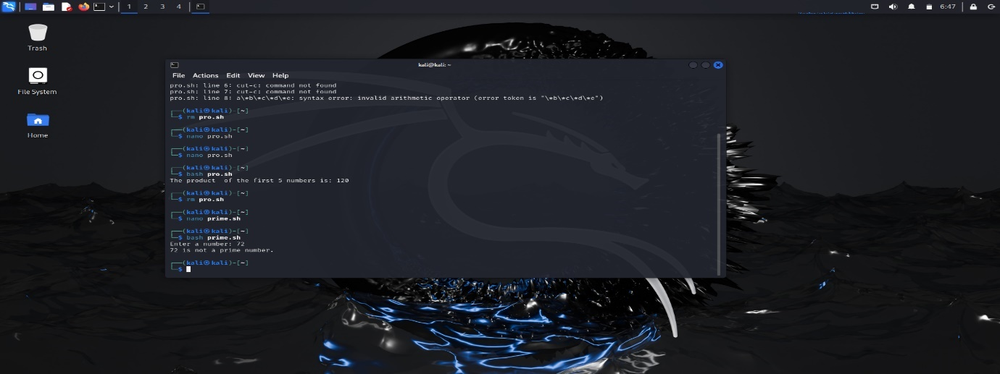 1 2 3 4
6:47
Trash
File System
Home
kali@kali: ~
File Actions Edit View Help
pro.sh: line 6: cut-c: command not found
pro.sh: line 7: cut-c: command not found
pro.sh: line 8: a\*b\*c\*d\*e: syntax error: invalid arithmetic operator (error token is "\*b\*c\*d\*e")
┌──(kali㉿kali)-[~]
└─$ rm pro.sh
┌──(kali㉿kali)-[~]
└─$ nano pro.sh
┌──(kali㉿kali)-[~]
└─$ nano pro.sh
┌──(kali㉿kali)-[~]
└─$ bash pro.sh
The product  of the first 5 numbers is: 120
┌──(kali㉿kali)-[~]
└─$ rm pro.sh
┌──(kali㉿kali)-[~]
└─$ nano prime.sh
┌──(kali㉿kali)-[~]
└─$ bash prime.sh
Enter a number: 72
72 is not a prime number.
┌──(kali㉿kali)-[~]
└─$